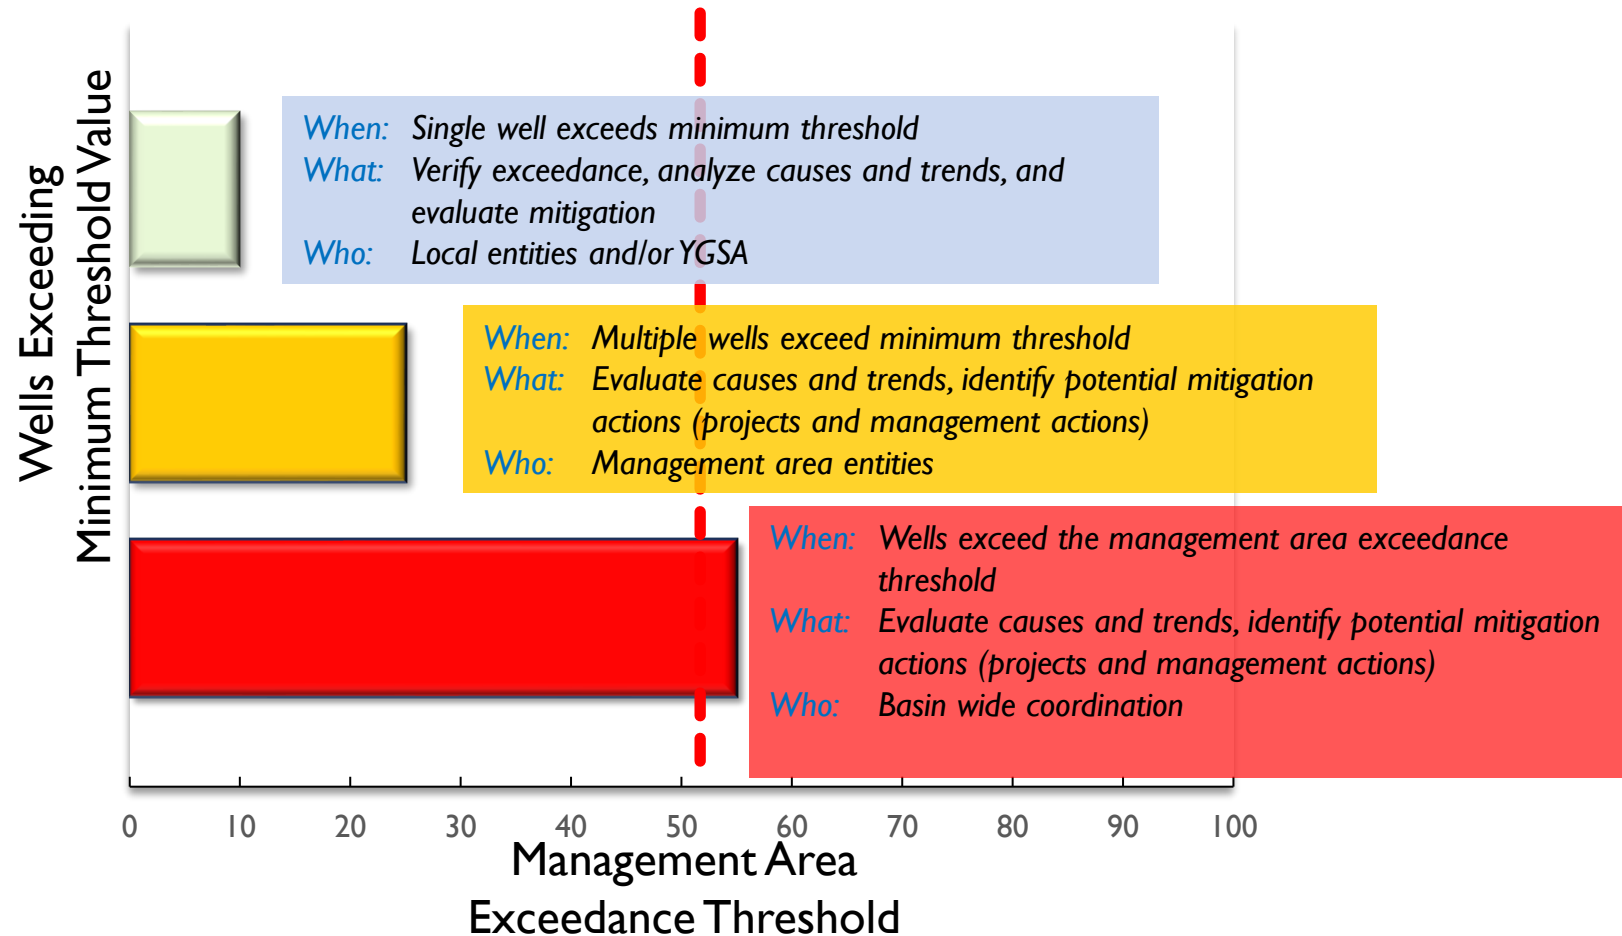 Wells Exceeding
Minimum Threshold Value
When: Single well exceeds minimum threshold
What: Verify exceedance, analyze causes and trends, and
evaluate mitigation
Who: Local entities and/or YGSA
When: Multiple wells exceed minimum threshold
What: Evaluate causes and trends, identify potential mitigation
actions (projects and management actions)
Who: Management area entities
When: Wells exceed the management area exceedance
threshold
What: Evaluate causes and trends, identify potential mitigation
actions (projects and management actions)
Who: Basin wide coordination
0 10 20 30 40 50 60 70 80 90 100
Management Area
Exceedance Threshold